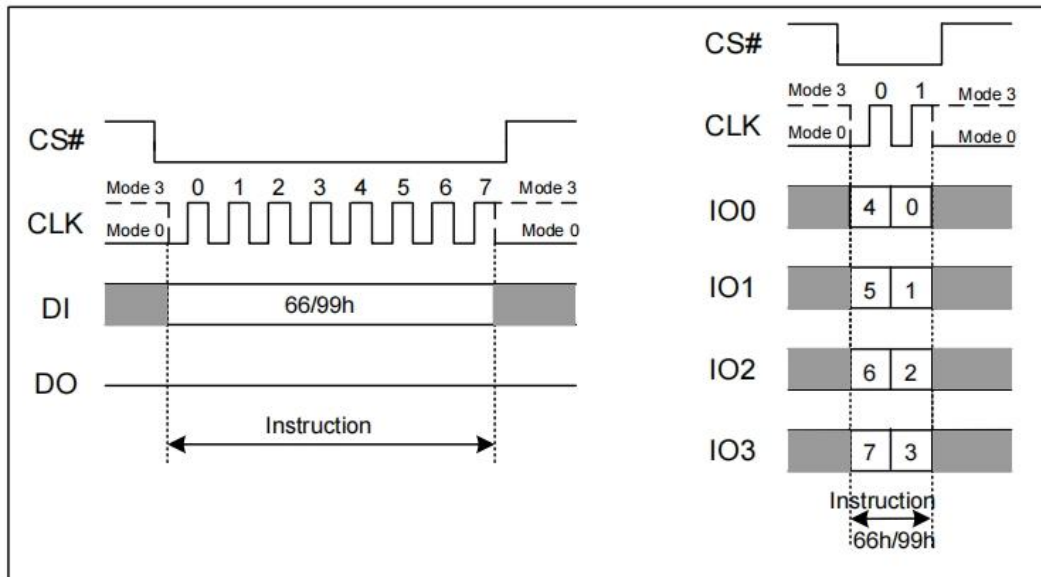 CS#
Mode 3 0 1 2 3 4 5 6 7 Mode 3
CLK
Mode 0 Mode 0
DI 66/99h
DO
Instruction
CS#
Mode 3 0 1 Mode 3
CLK
Mode 0 Mode 0
IO0 4 0
IO1 5 1
IO2 6 2
IO3 7 3
Instruction
66h/99h